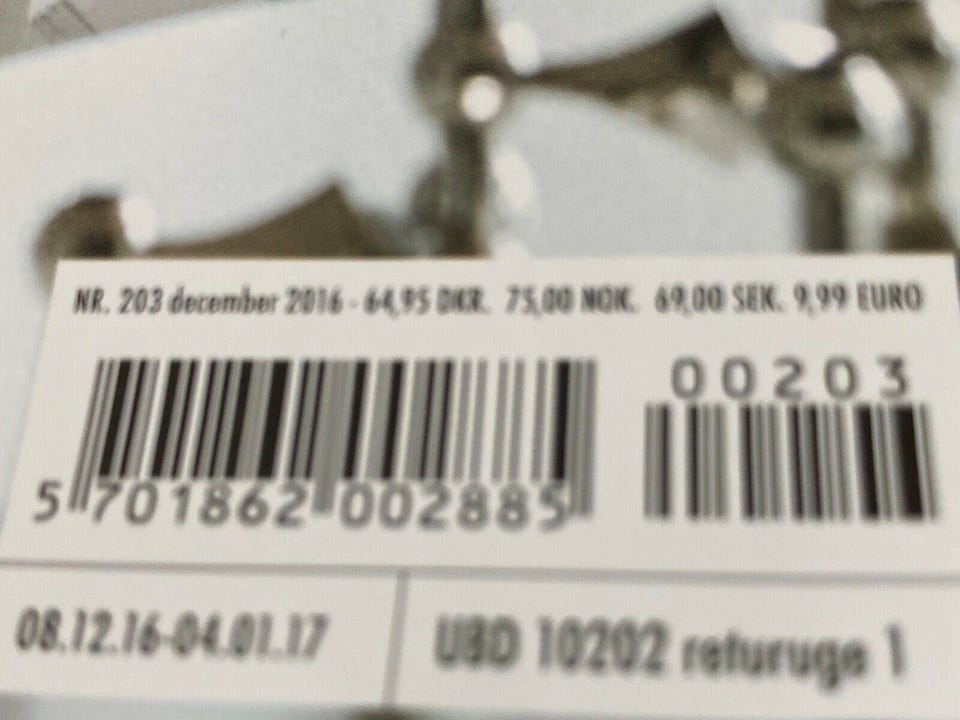 NR. 203 december 2016 - 64,95 DKR. 75,00 NOK. 69,00 SEK. 9,99 EURO
00203
5 701862 002885
08.12.16-04.01.17
UBD 10202 returuge 1